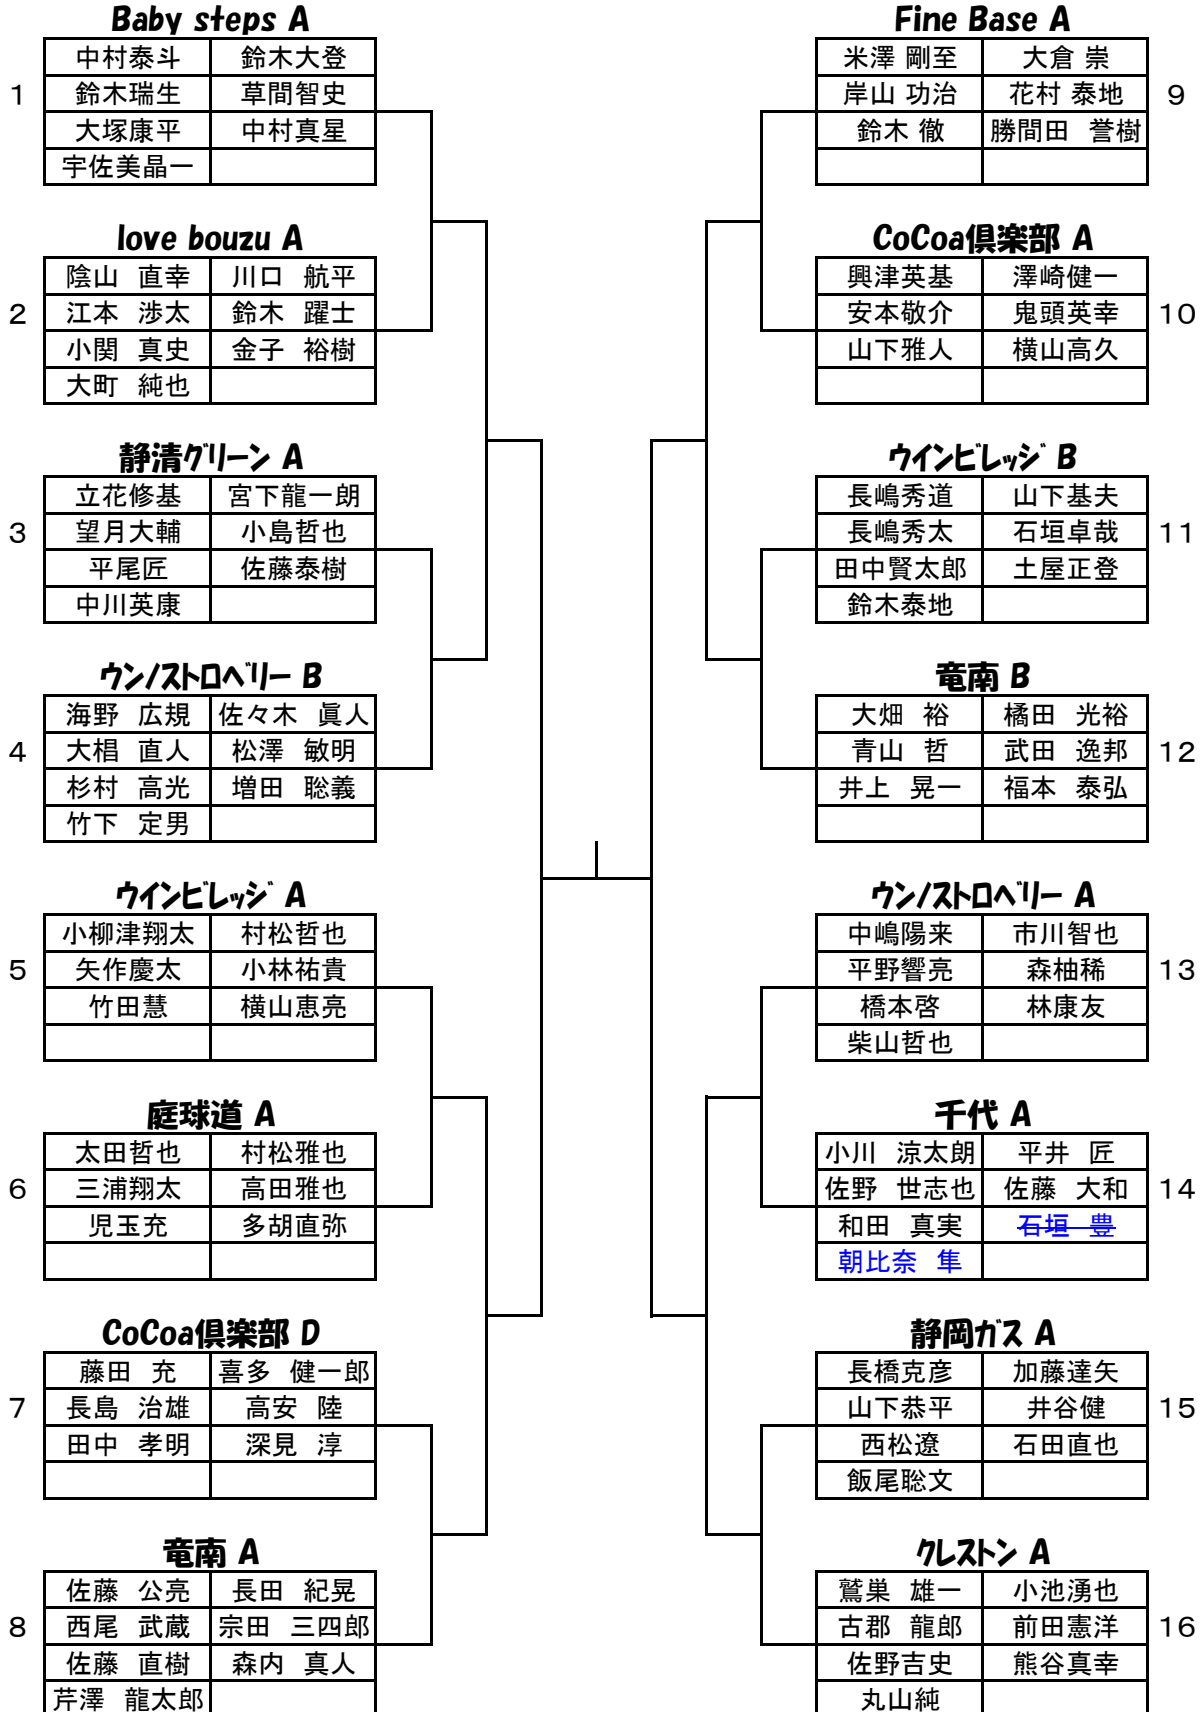 Baby steps A
中村泰斗 鈴木大登
1 鈴木瑞生 草間智史
大塚康平 中村真星
宇佐美晶一
love bouzu A
陰山 直幸 川口 航平
2 江本 渉太 鈴木 躍士
小関 真史 金子 裕樹
大町 純也
静清グリーン A
立花修基 宮下龍一朗
3 望月大輔 小島哲也
平尾匠 佐藤泰樹
中川英康
ウンノストロベリー B
海野 広規 佐々木 眞人
4 大椙 直人 松澤 敏明
杉村 高光 増田 聡義
竹下 定男
ウインビレッジ A
小柳津翔太 村松哲也
5 矢作慶太 小林祐貴
竹田慧 横山恵亮
庭球道 A
太田哲也 村松雅也
6 三浦翔太 高田雅也
児玉充 多胡直弥
CoCoa倶楽部 D
藤田 充 喜多 健一郎
7 長島 治雄 高安 陸
田中 孝明 深見 淳
竜南 A
佐藤 公亮 長田 紀晃
8 西尾 武蔵 宗田 三四郎
佐藤 直樹 森内 真人
芹澤 龍太郎
Fine Base A
米澤 剛至 大倉 崇
岸山 功治 花村 泰地 9
鈴木 徹 勝間田 誉樹
CoCoa倶楽部 A
興津英基 澤崎健一
安本敬介 鬼頭英幸 10
山下雅人 横山高久
ウインビレッジ B
長嶋秀道 山下基夫
長嶋秀太 石垣卓哉 11
田中賢太郎 土屋正登
鈴木泰地
竜南 B
大畑 裕 橘田 光裕
青山 哲 武田 逸邦 12
井上 晃一 福本 泰弘
ウンノストロベリー A
中嶋陽来 市川智也
平野響亮 森柚稀 13
橋本啓 林康友
柴山哲也
千代 A
小川 涼太朗 平井 匠
佐野 世志也 佐藤 大和 14
和田 真実 石垣 豊
朝比奈 隼
静岡ガス A
長橋克彦 加藤達矢
山下恭平 井谷健 15
西松遼 石田直也
飯尾聡文
クレストン A
鷲巣 雄一 小池湧也
古郡 龍郎 前田憲洋 16
佐野吉史 熊谷真幸
丸山純